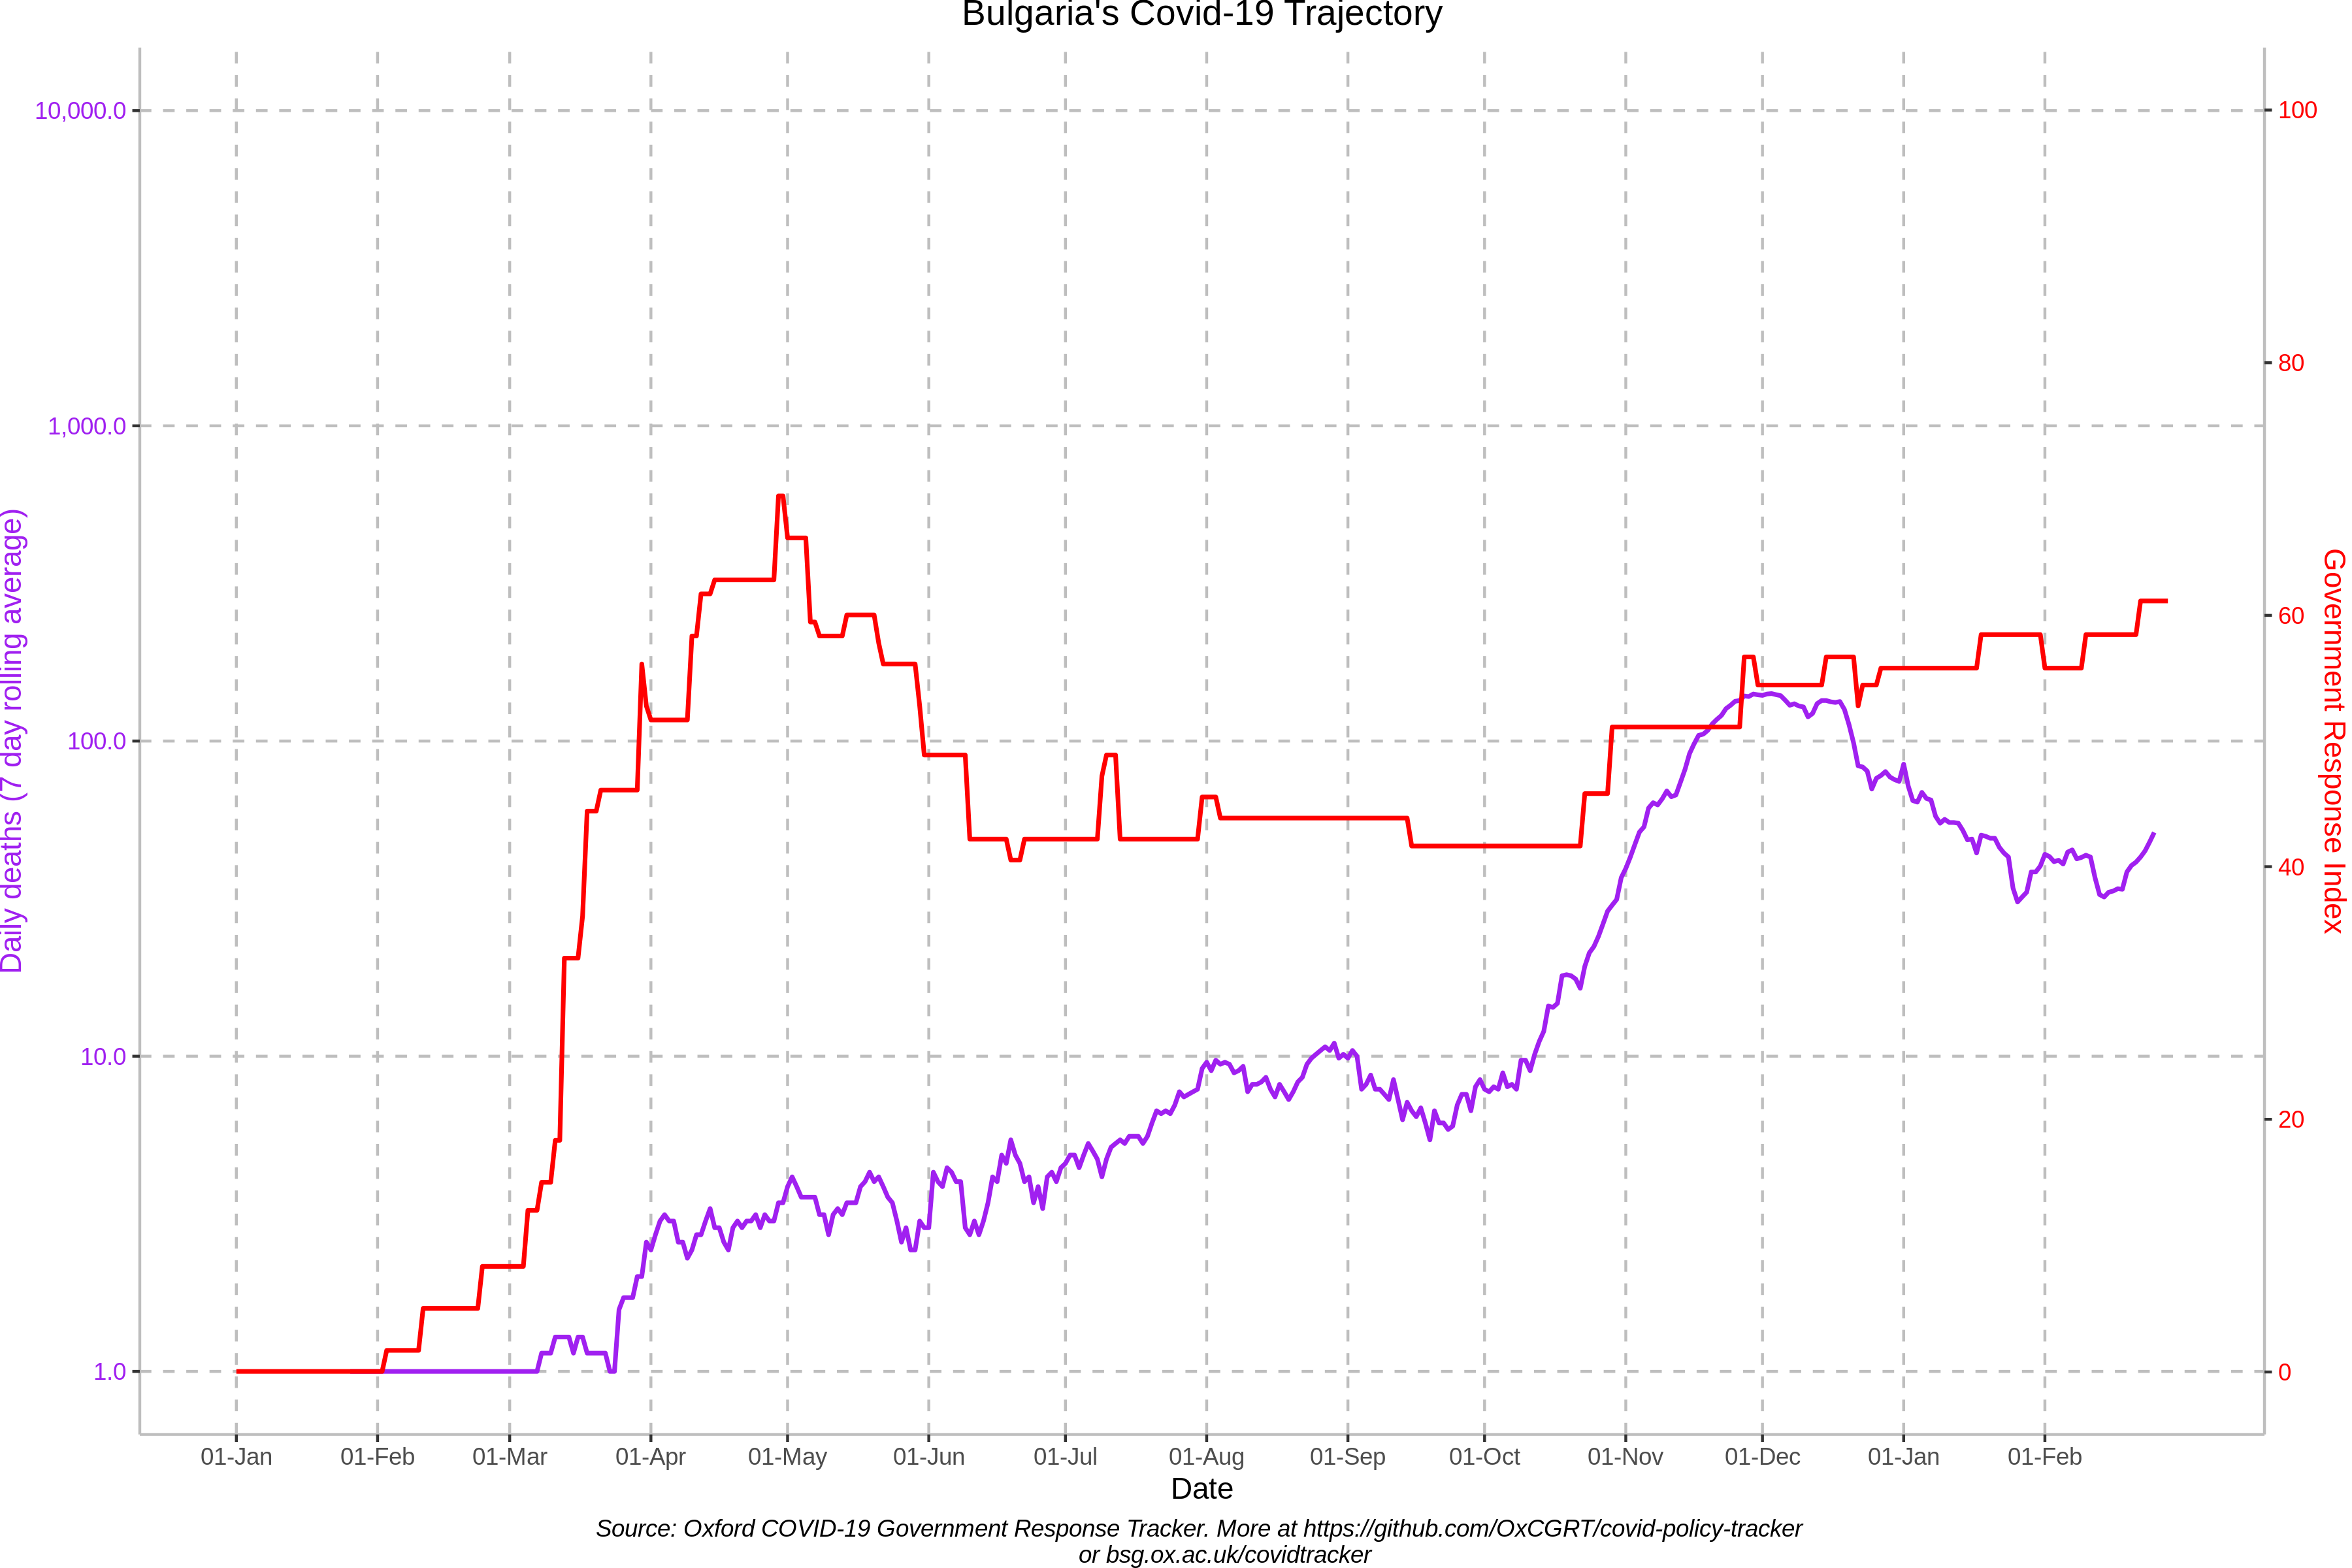 Bulgaria's Covid-19 Trajectory
10,000.0
1,000.0
100.0
10.0
1.0
Daily deaths (7 day rolling average)
100
80
60
40
20
0
Government Response Index
01-Jan 01-Feb 01-Mar 01-Apr 01-May 01-Jun 01-Jul 01-Aug 01-Sep 01-Oct 01-Nov 01-Dec 01-Jan 01-Feb
Date
Source: Oxford COVID-19 Government Response Tracker. More at https://github.com/OxCGRT/covid-policy-tracker
or bsg.ox.ac.uk/covidtracker